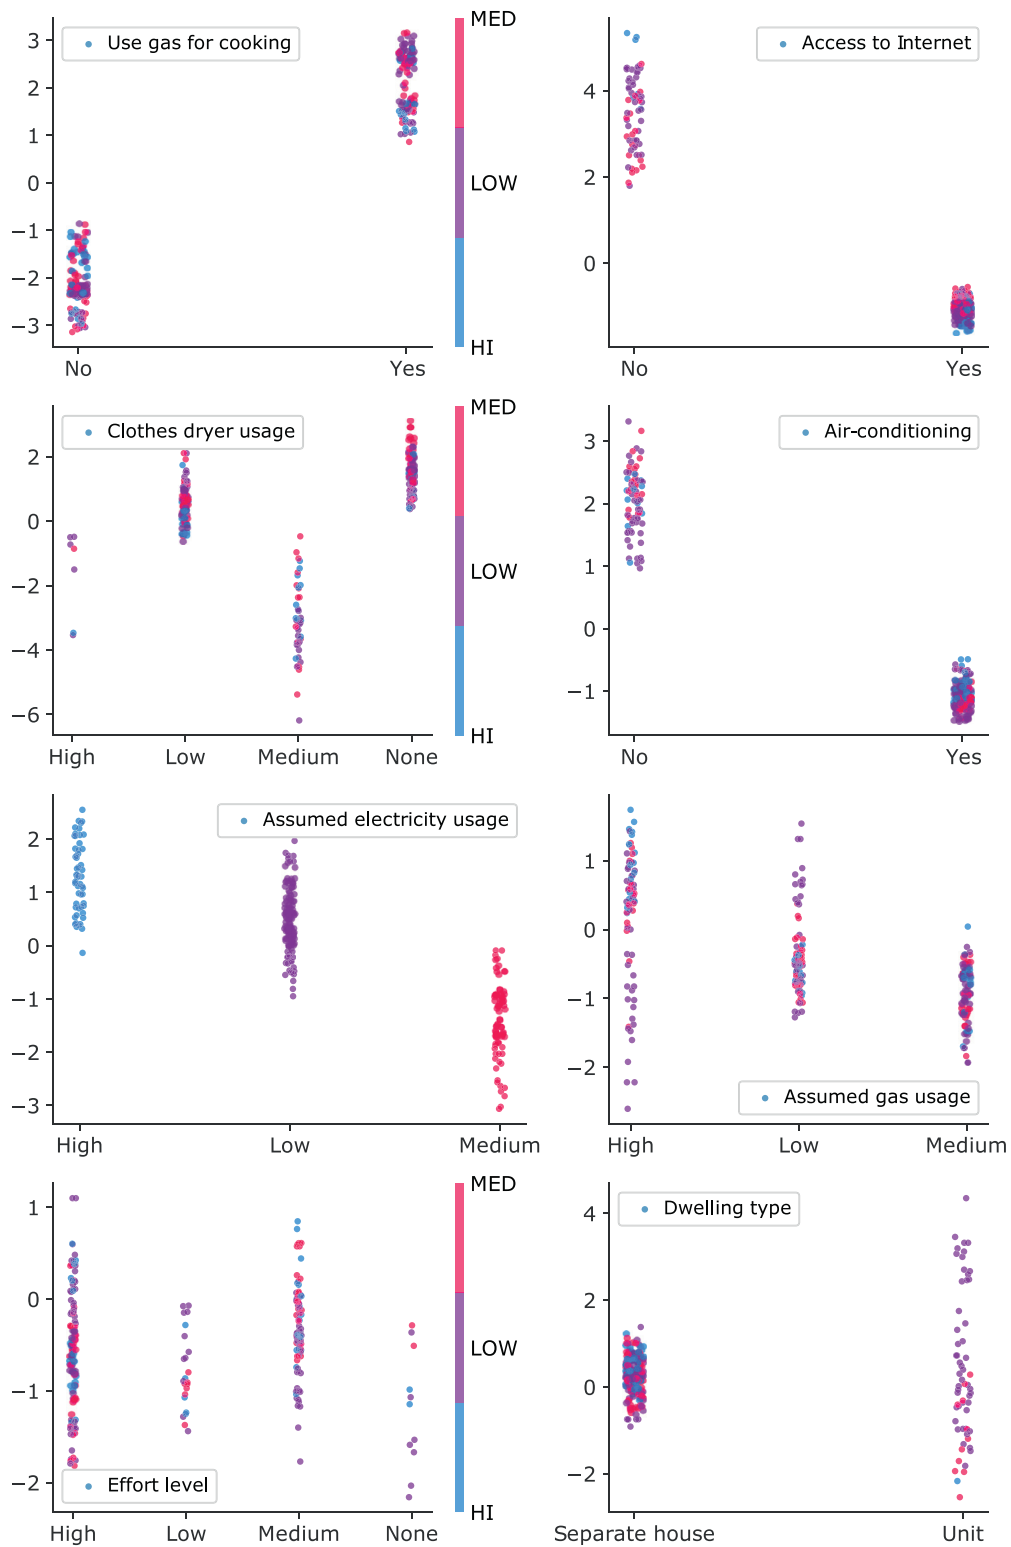 Use gas for cooking
3
2
1
0
−1
−2
−3
No
Yes
MED
LOW
HI
Access to Internet
4
2
0
No
Yes
Clothes dryer usage
2
0
−2
−4
−6
High
Low
Medium
None
MED
LOW
HI
Air-conditioning
3
2
1
0
−1
No
Yes
Assumed electricity usage
2
1
0
−1
−2
−3
High
Low
Medium
Assumed gas usage
1
0
−1
−2
High
Low
Medium
Effort level
1
0
−1
−2
High
Low
Medium
None
MED
LOW
HI
Dwelling type
4
2
0
−2
Separate house
Unit